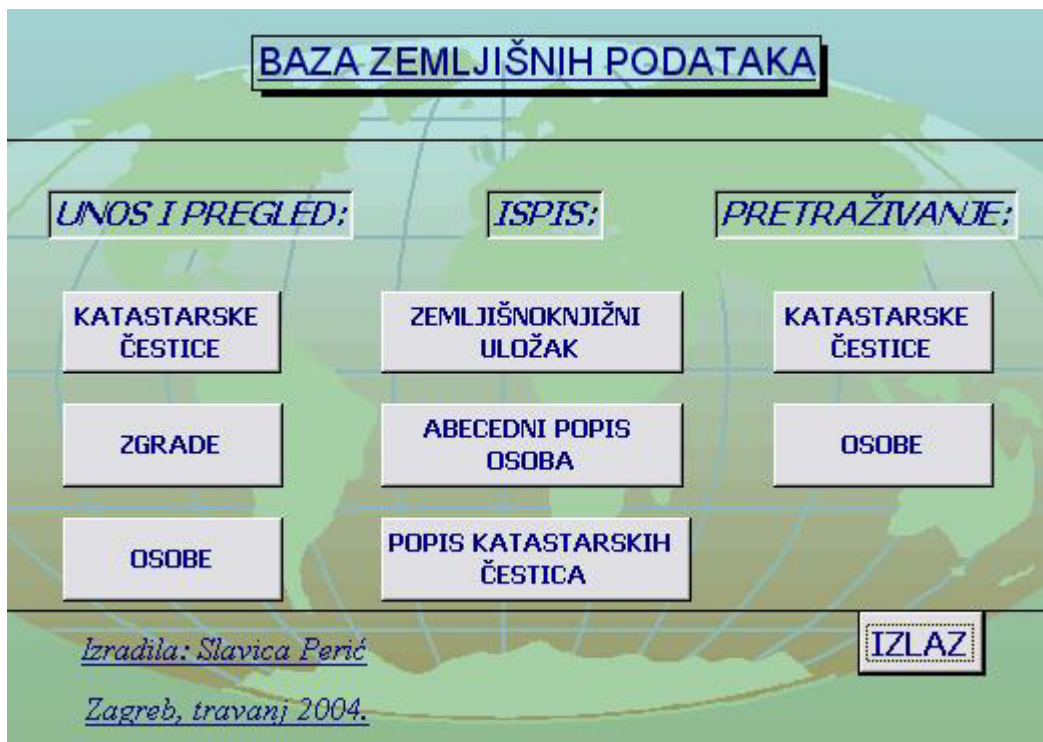 BAZA ZEMLJIŠNIH PODATAKA
UNOS I PREGLED:
ISPIS:
PRETRAŽIVANJE:
KATASTARSKE
ČESTICE
ZEMLJIŠNOKNJIŽNI
ULOŽAK
KATASTARSKE
ČESTICE
ZGRADE
ABECEDNI POPIS
OSOBA
OSOBE
OSOBE
POPIS KATASTARSKIH
ČESTICA
IZLAZ
Izradila: Slavica Perić
Zagreb, travanj 2004.